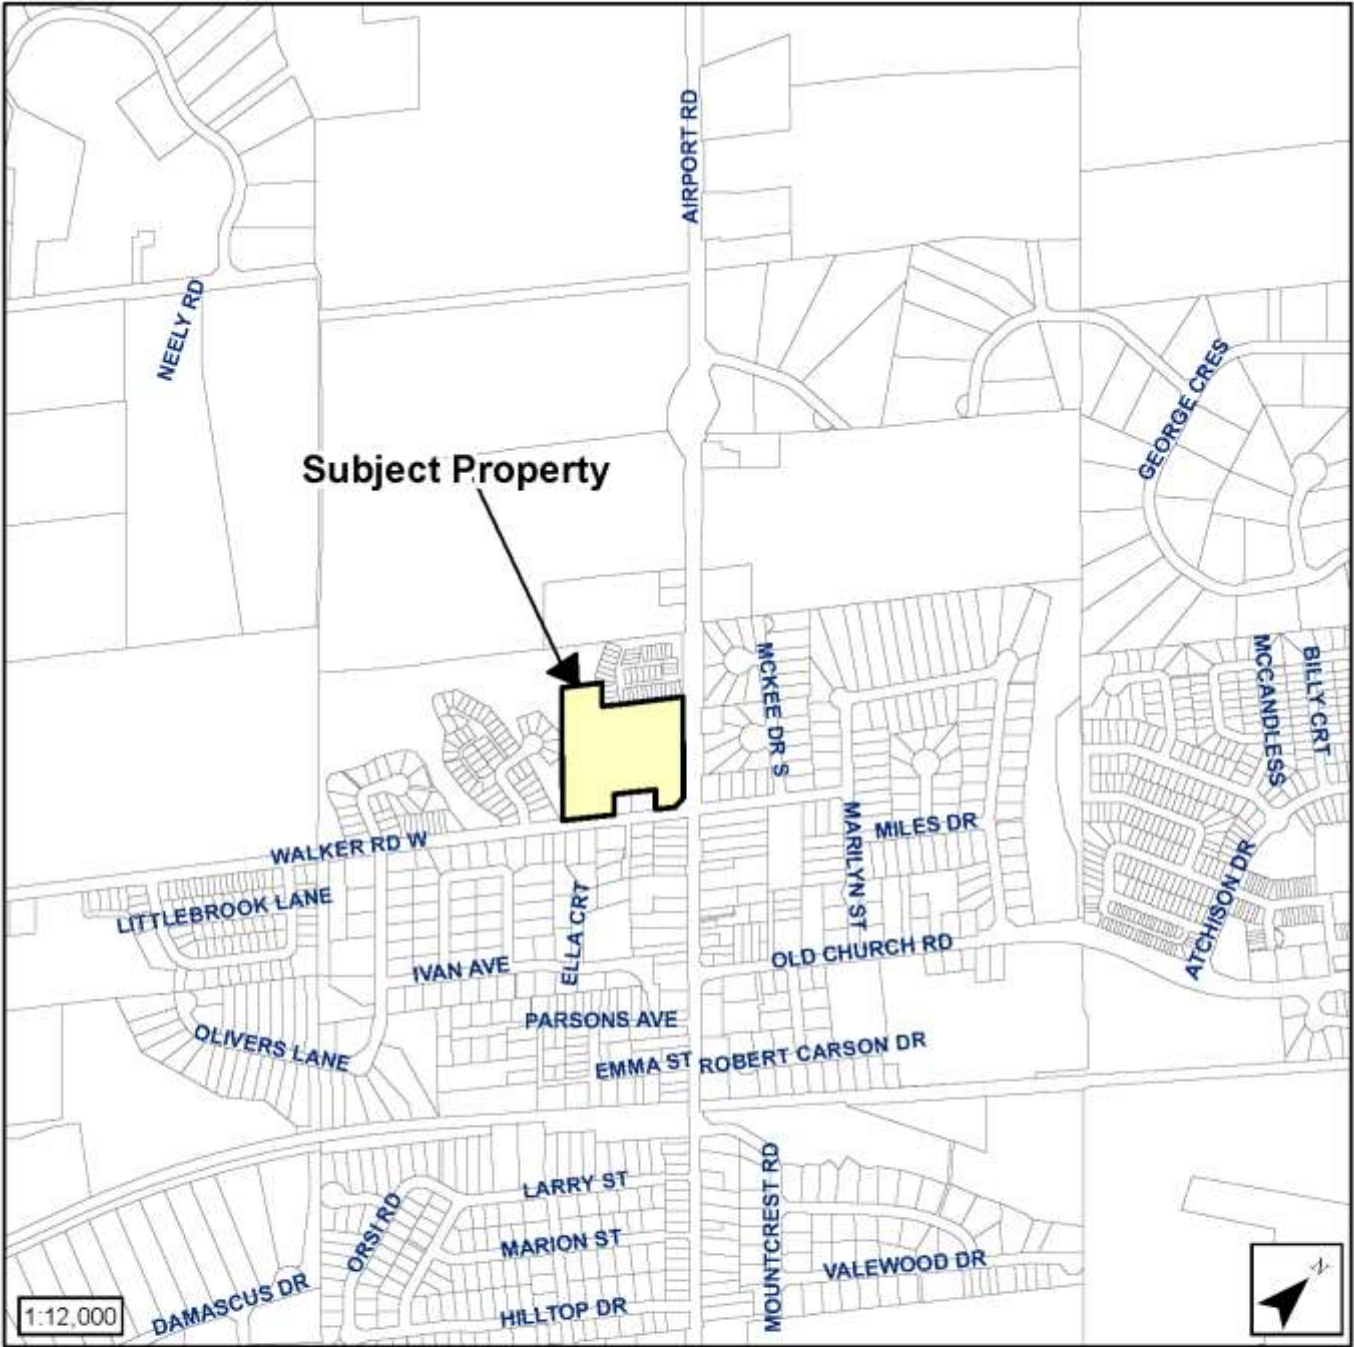 AIRPORT RD
NEELY RD
GEORGE CRES
Subject Property
MCKEE DR S
MCCANDLESS
BILLY CRT
WALKER RD W
MARILYN ST
MILES DR
LITTLEBROOK LANE
ELLA CRT
ATCHISON DR
IVAN AVE
OLD CHURCH RD
PARSONS AVE
OLIVERS LANE
EMMA ST
ROBERT CARSON DR
LARRY ST
ORSI RD
MARION ST
MOUNTCREST RD
VALEWOOD DR
DAMASCUS DR
HILLTOP DR
1:12,000
N